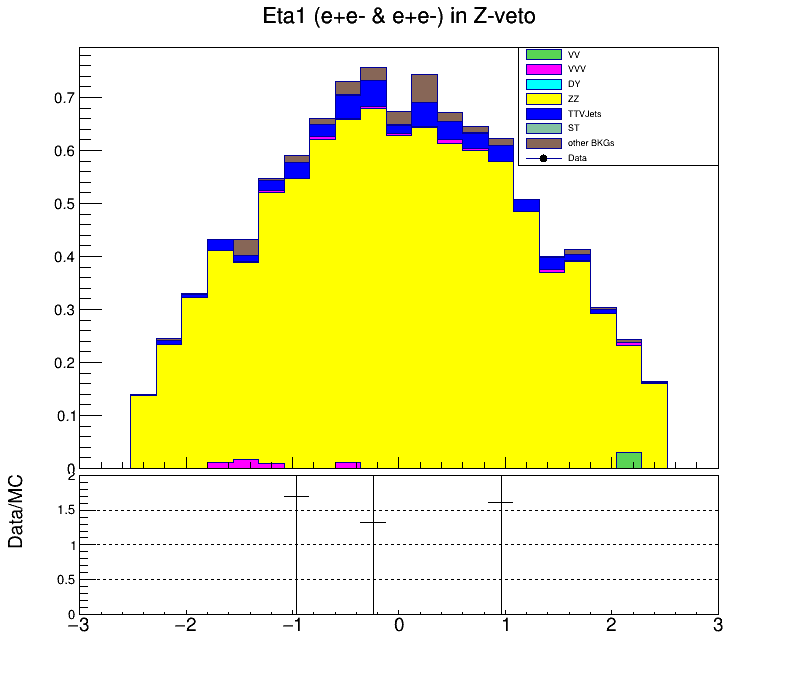 Eta1 (e+e- & e+e-) in Z-veto
VV
VVV
DY
ZZ
TTVJets
ST
other BKGs
Data
0.7
0.6
0.5
0.4
0.3
0.2
0.1
0
Data/MC
2
1.5
1
0.5
0
−3 −2 −1 0 1 2 3